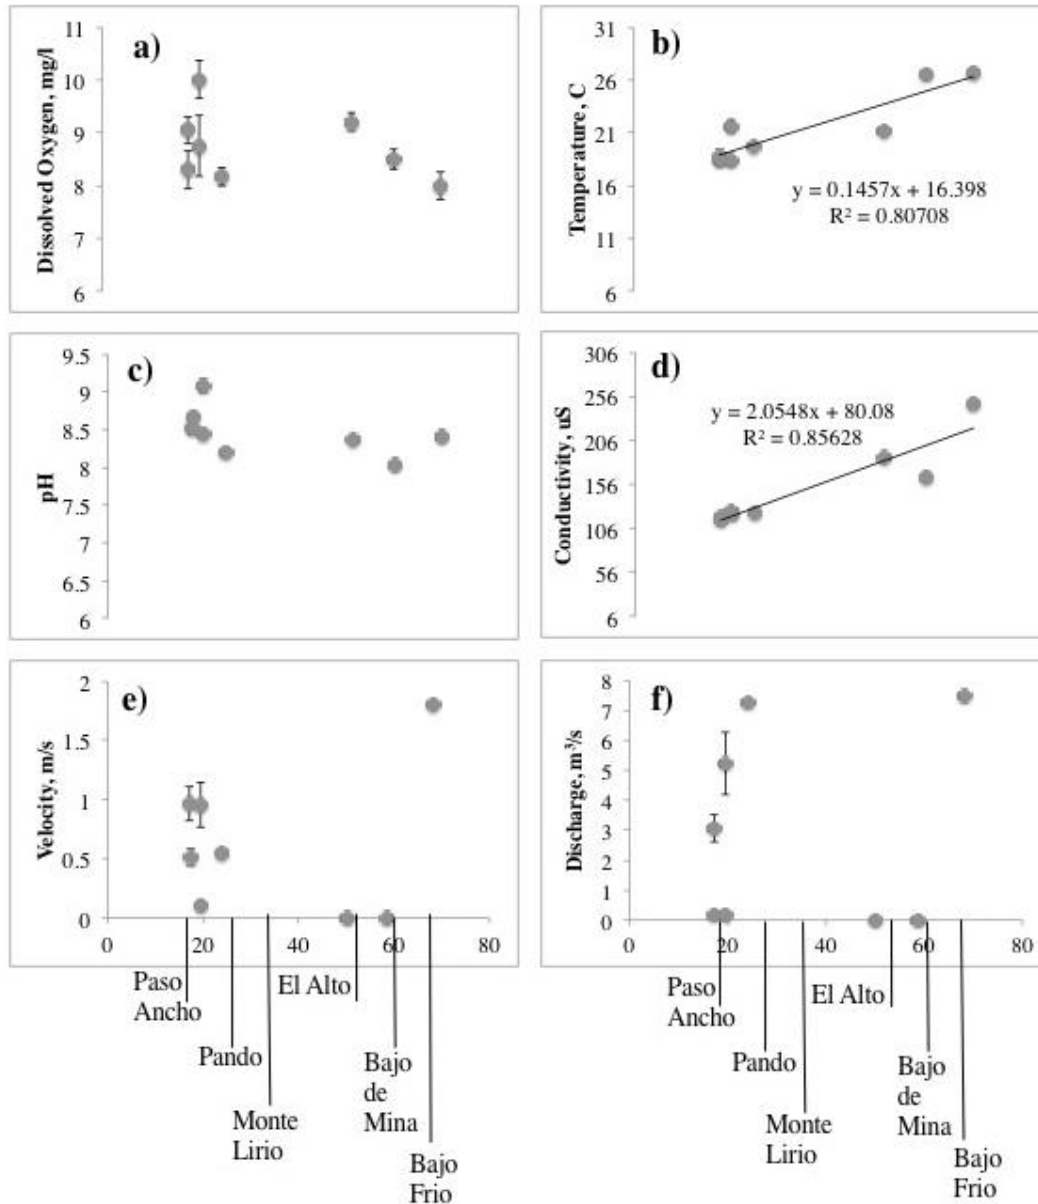 a)
Dissolved Oxygen, mg/l
11
10
9
8
7
6
b)
Temperature, C
31
26
21
16
11
6
y = 0.1457x + 16.398
R² = 0.80708
c)
pH
9.5
9
8.5
8
7.5
7
6.5
6
d)
Conductivity, uS
306
256
206
156
106
56
6
y = 2.0548x + 80.08
R² = 0.85628
e)
Velocity, m/s
2
1.5
1
0.5
0
0 20 40 60 80
Paso
Ancho
Pando
Monte
Lirio
El Alto
Bajo
de
Mina
Bajo
Frio
f)
Discharge, m³/s
8
7
6
5
4
3
2
1
0
0 20 40 60 80
Paso
Ancho
Pando
Monte
Lirio
El Alto
Bajo
de
Mina
Bajo
Frio